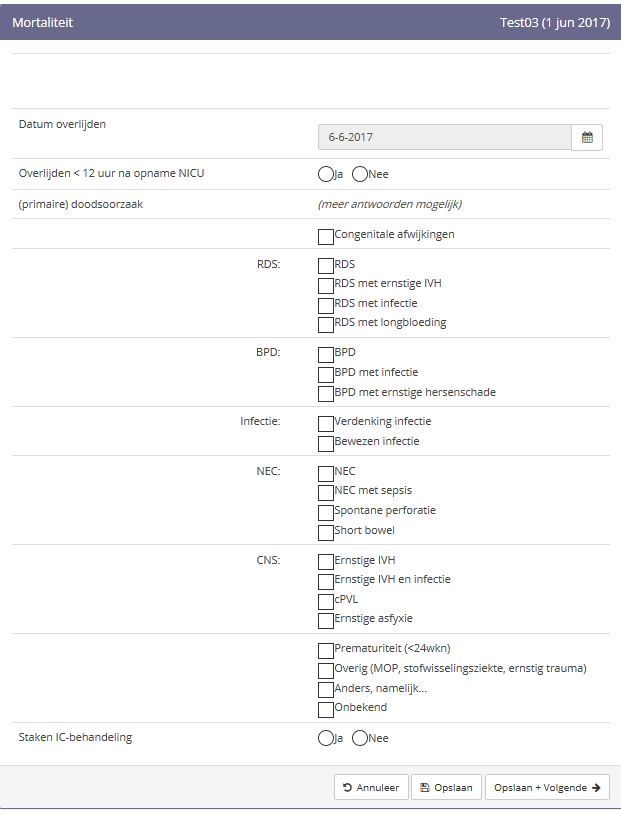 Mortaliteit Test03 (1 jun 2017)
Datum overlijden
6-6-2017
Overlijden < 12 uur na opname NICU Ja Nee
(primaire) doodsoorzaak (meer antwoorden mogelijk)
Congenitale afwijkingen
RDS: RDS
RDS met ernstige IVH
RDS met infectie
RDS met longbloeding
BPD: BPD
BPD met infectie
BPD met ernstige hersenschade
Infectie: Verdenking infectie
Bewezen infectie
NEC: NEC
NEC met sepsis
Spontane perforatie
Short bowel
CNS: Ernstige IVH
Ernstige IVH en infectie
cPVL
Ernstige asfyxie
Prematuriteit (<24wkn)
Overig (MOP, stofwisselingsziekte, ernstig trauma)
Anders, namelijk...
Onbekend
Staken IC-behandeling Ja Nee
Annuleer Opslaan Opslaan + Volgende